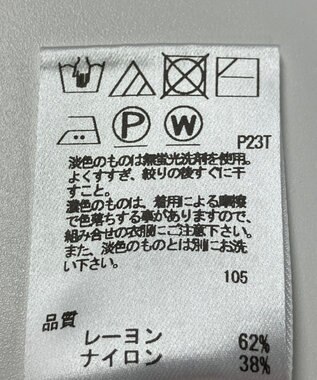 P W
P23T
淡色のものは無蛍光洗剤を使用。
よくすすぎ、絞りの後すぐに干
すこと。
濃色のものは、着用による摩擦
で色落ちする事がありますので、
組み合せの衣服にご注意下さい。
また、淡色のものとは別にお洗
い下さい。
105
品質
レーヨン 62%
ナイロン 38%